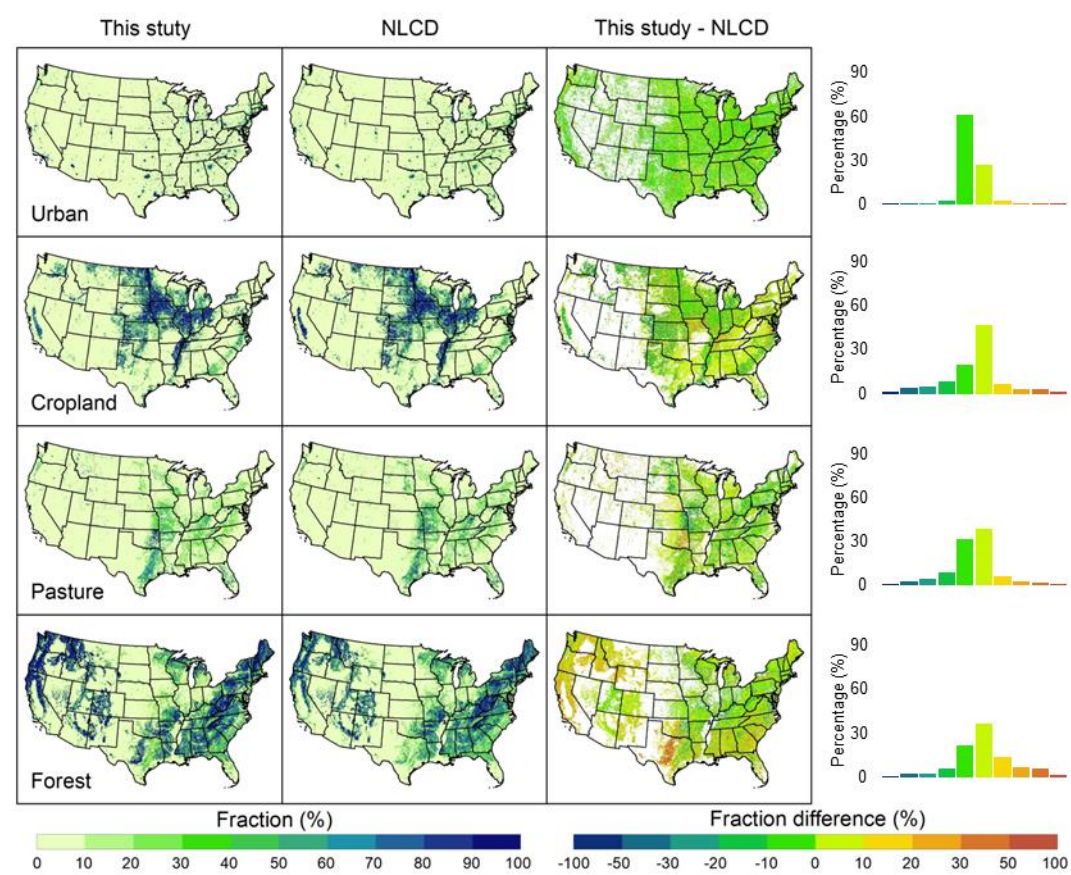 This stuty NLCD This study - NLCD
90
60
30
0
Percentage (%)
Urban
90
60
30
0
Percentage (%)
Cropland
90
60
30
0
Percentage (%)
Pasture
90
60
30
0
Percentage (%)
Forest
Fraction (%) Fraction difference (%)
0 10 20 30 40 50 60 70 80 90 100 -100 -50 -30 -20 -10 0 10 20 30 50 100